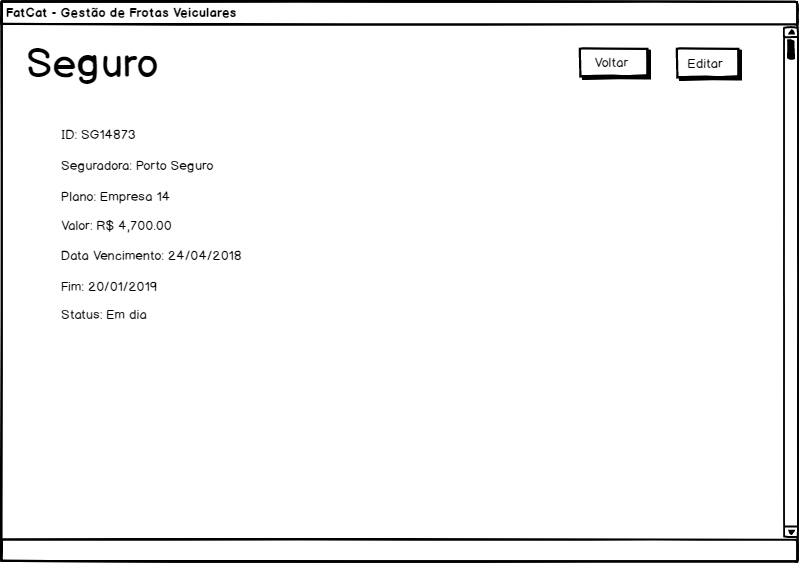 FatCat - Gestão de Frotas Veiculares
Seguro
Voltar
Editar
ID: SG14873
Seguradora: Porto Seguro
Plano: Empresa 14
Valor: R$ 4,700.00
Data Vencimento: 24/04/2018
Fim: 20/01/2019
Status: Em dia